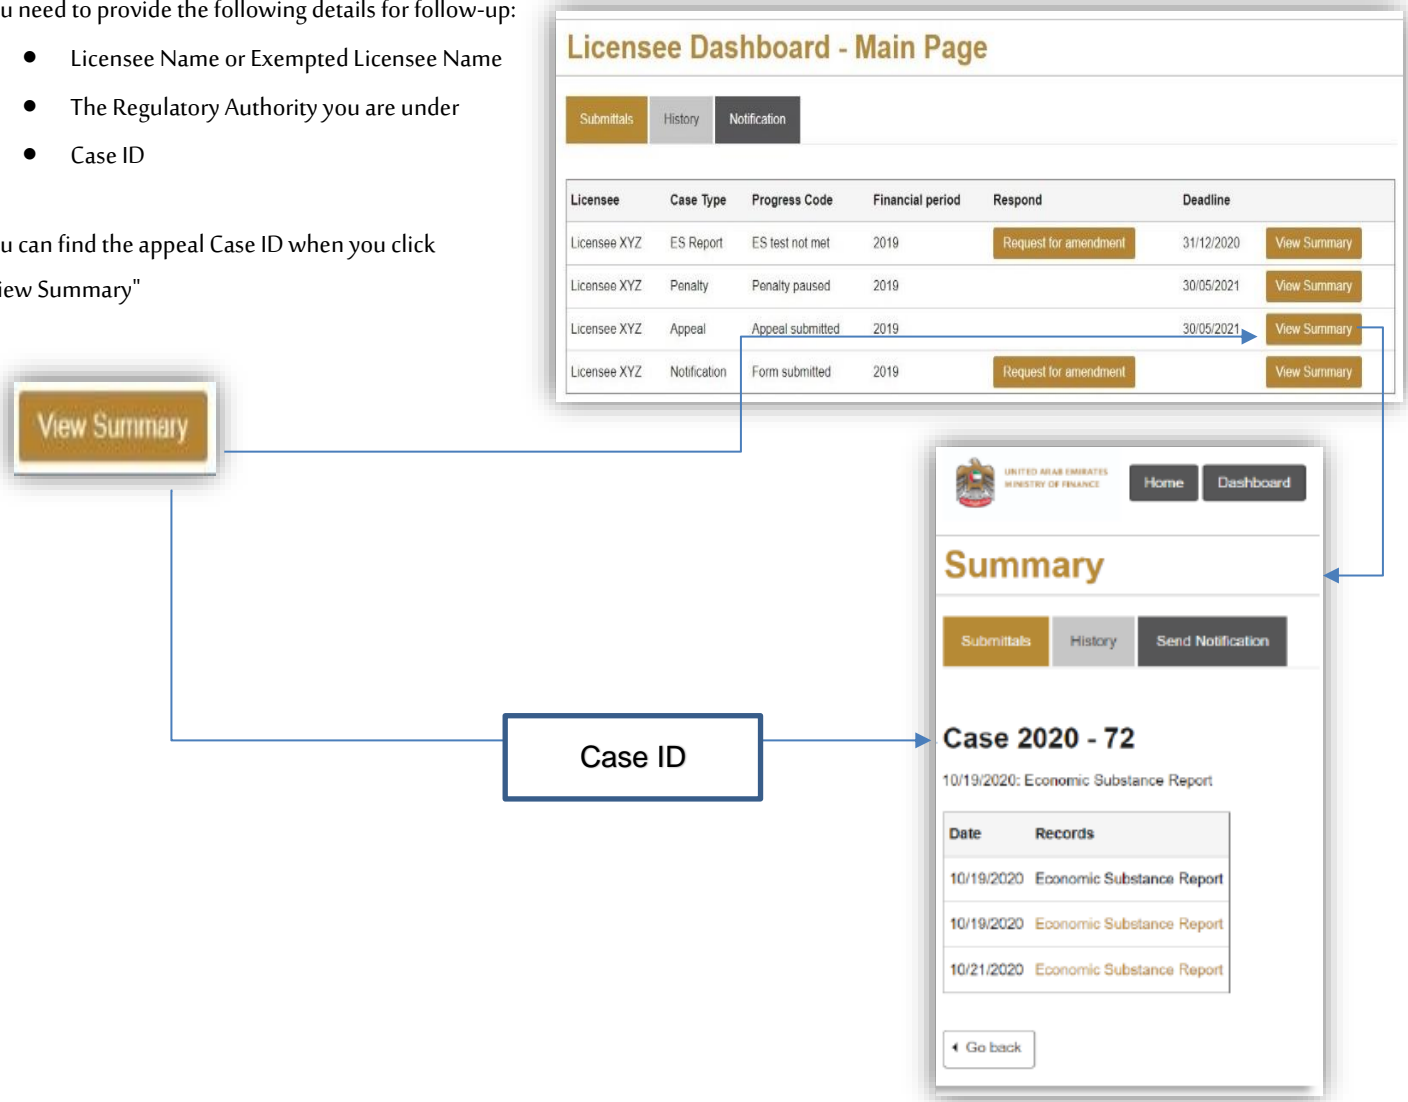 u need to provide the following details for follow-up:
• Licensee Name or Exempted Licensee Name
• The Regulatory Authority you are under
• Case ID
u can find the appeal Case ID when you click
iew Summary"
View Summary
Licensee Dashboard - Main Page
Submittals History Notification
Licensee Case Type Progress Code Financial period Respond Deadline
Licensee XYZ ES Report ES test not met 2019 Request for amendment 31/12/2020 View Summary
Licensee XYZ Penalty Penalty paused 2019 30/05/2021 View Summary
Licensee XYZ Appeal Appeal submitted 2019 30/05/2021 View Summary
Licensee XYZ Notification Form submitted 2019 Request for amendment View Summary
Case ID
UNITED ARAB EMIRATES
MINISTRY OF FINANCE
Home Dashboard
Summary
Submittals History Send Notification
Case 2020 - 72
10/19/2020: Economic Substance Report
Date Records
10/19/2020 Economic Substance Report
10/19/2020 Economic Substance Report
10/21/2020 Economic Substance Report
Go back